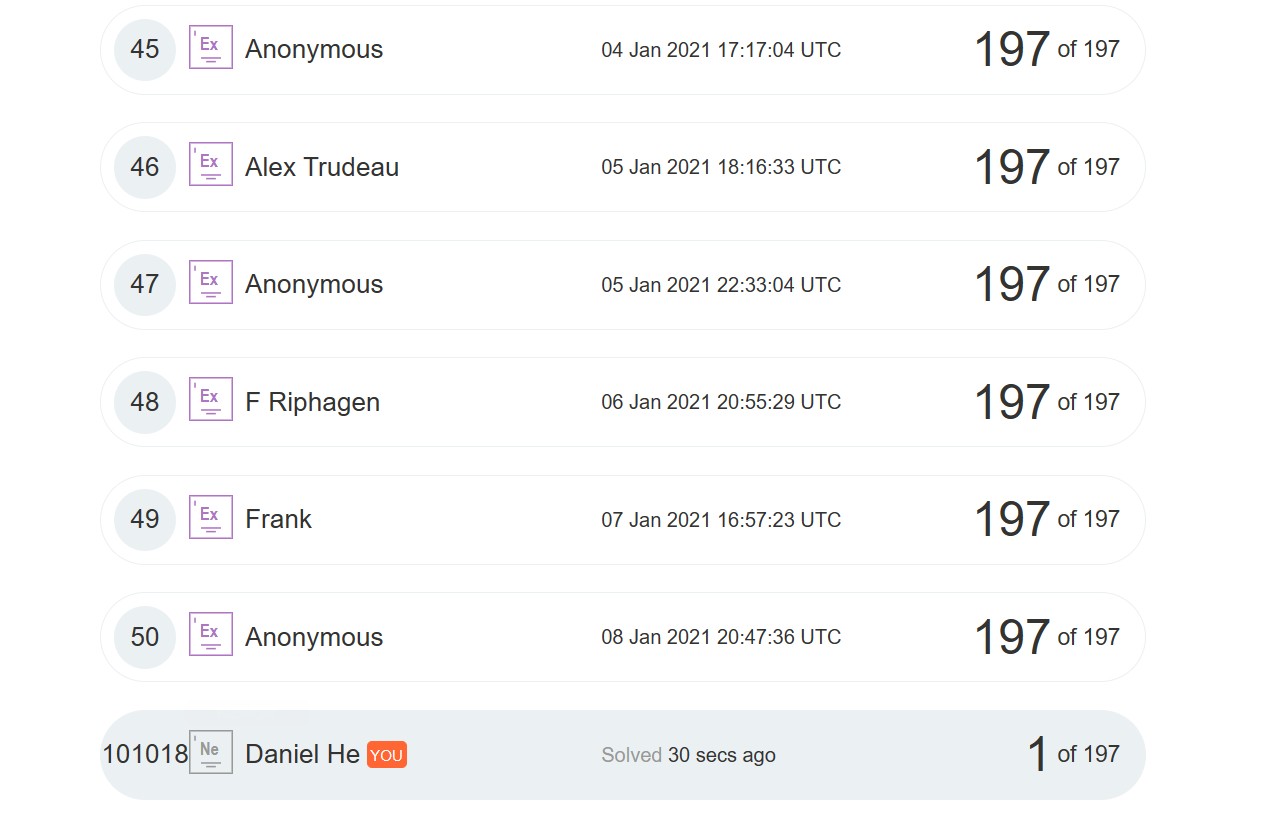 45 Ex Anonymous 04 Jan 2021 17:17:04 UTC 197 of 197
46 Ex Alex Trudeau 05 Jan 2021 18:16:33 UTC 197 of 197
47 Ex Anonymous 05 Jan 2021 22:33:04 UTC 197 of 197
48 Ex F Riphagen 06 Jan 2021 20:55:29 UTC 197 of 197
49 Ex Frank 07 Jan 2021 16:57:23 UTC 197 of 197
50 Ex Anonymous 08 Jan 2021 20:47:36 UTC 197 of 197
101018 Ne Daniel He YOU Solved 30 secs ago 1 of 197